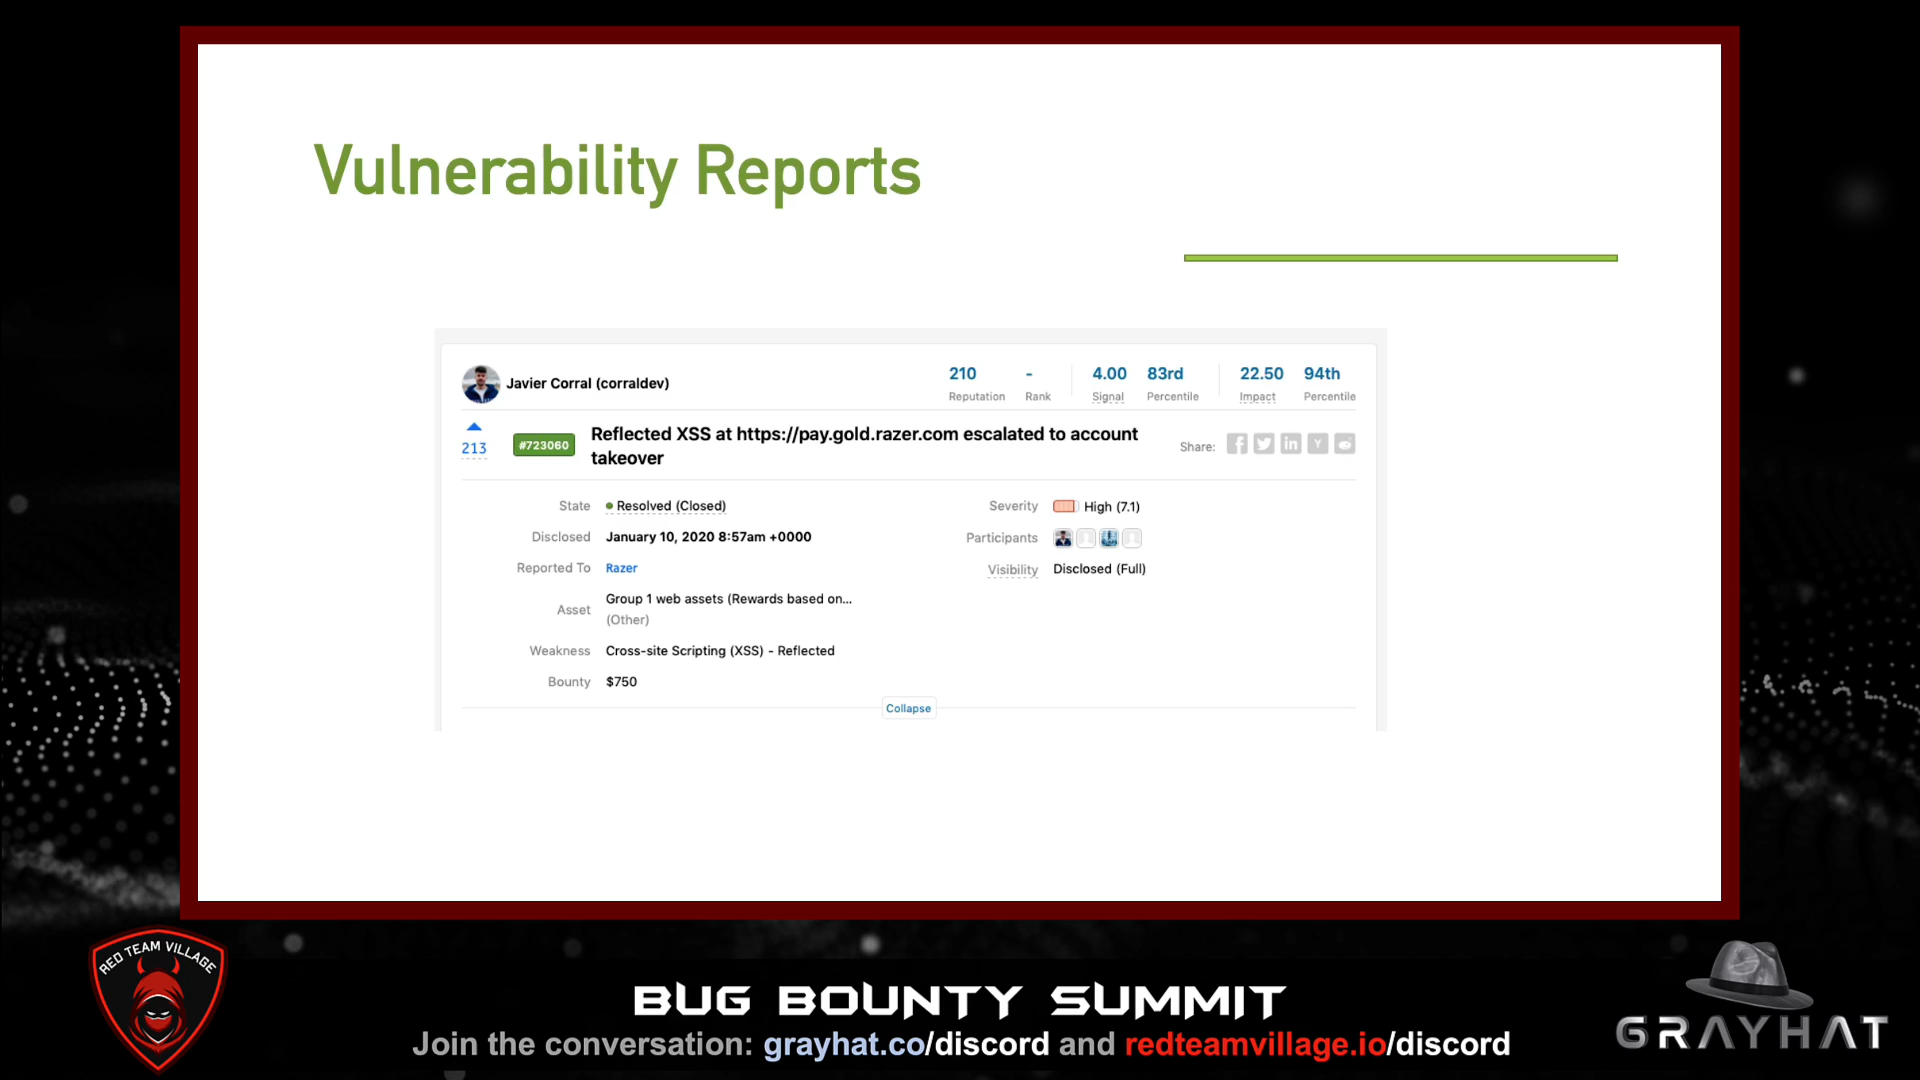 Vulnerability Reports
Javier Corral (corraldev)
210 - 4.00 83rd 22.50 94th
Reputation Rank Signal Percentile Impact Percentile
213
#723060
Reflected XSS at https://pay.gold.razer.com escalated to account
takeover
Share:
State Resolved (Closed)
Severity High (7.1)
Disclosed January 10, 2020 8:57am +0000
Participants
Reported To Razer
Visibility Disclosed (Full)
Asset Group 1 web assets (Rewards based on...
(Other)
Weakness Cross-site Scripting (XSS) - Reflected
Bounty $750
Collapse
RED TEAM VILLAGE
BUG BOUNTY SUMMIT
Join the conversation: grayhat.co/discord and redteamvillage.io/discord
GRAYHAT